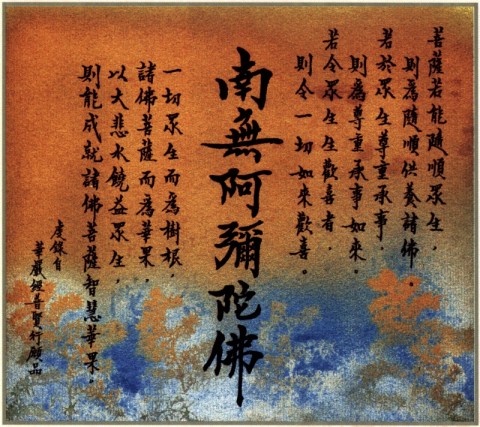 菩薩若能隨順眾生，
則為隨順供養諸佛。
若於眾生尊重承事，
則為尊重承事如來。
若令眾生生歡喜者，
則令一切如來歡喜。
南無阿彌陀佛
一切眾生而為樹根，
諸佛菩薩而為華果，
以大悲水饒益眾生，
則能成就諸佛菩薩智慧華果。
虔錄自
華嚴經普賢行願品